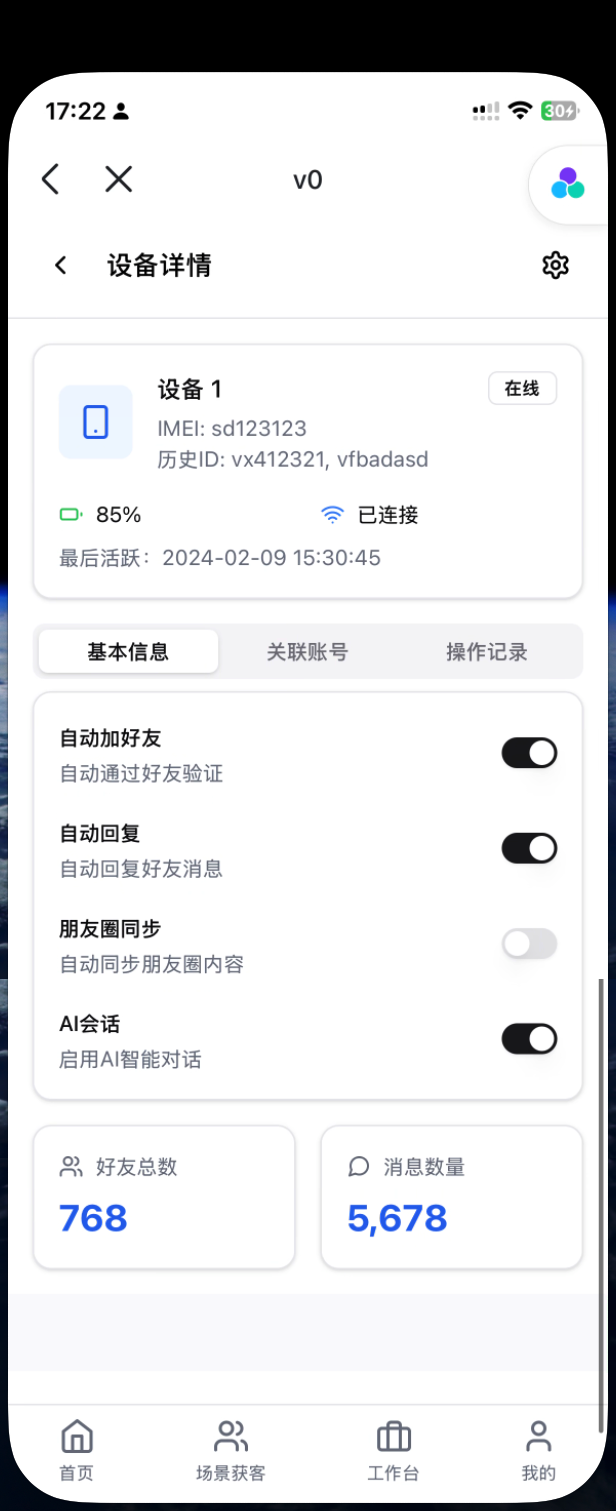 17:22
30
v0
设备详情
设备 1
在线
IMEI: sd123123
历史ID: vx412321, vfbadasd
85%
已连接
最后活跃：2024-02-09 15:30:45
基本信息
关联账号
操作记录
自动加好友
自动通过好友验证
自动回复
自动回复好友消息
朋友圈同步
自动同步朋友圈内容
AI会话
启用AI智能对话
好友总数
768
消息数量
5,678
首页
场景获客
工作台
我的